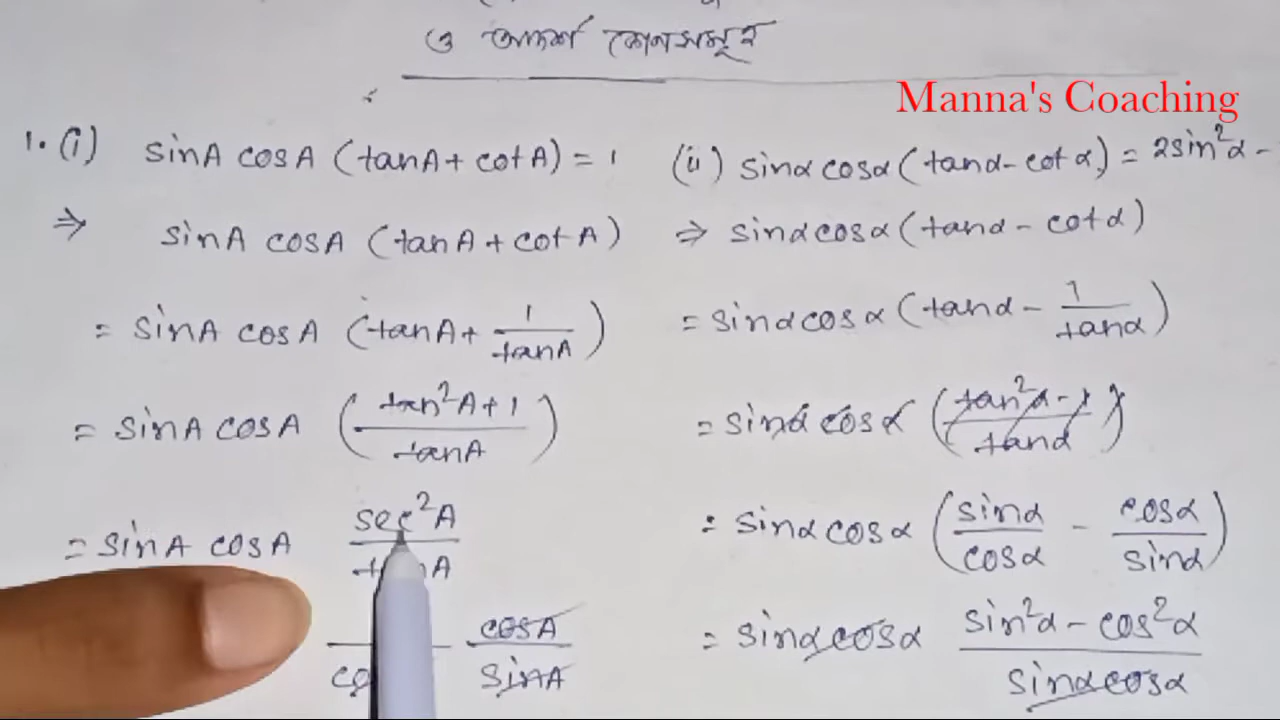 ও আদর্শ কোণসমূহ
Manna's Coaching
1. (i) sinA cosA (tanA + cotA) = 1
⇒ sinA cosA (tanA + cotA)
= sinA cosA (tanA + 1/tanA)
= sinA cosA ((tan²A + 1)/tanA)
= sinA cosA sec²A/tanA
cosA/sinA
(ii) sinα cosα (tanα - cotα) = 2sin²α -
⇒ sinα cosα (tanα - cotα)
= sinα cosα (tanα - 1/tanα)
= sinα cosα ((tan²α - 1)/tanα)
= sinα cosα (sinα/cosα - cosα/sinα)
= sinα cosα (sin²α - cos²α)/(sinα cosα)